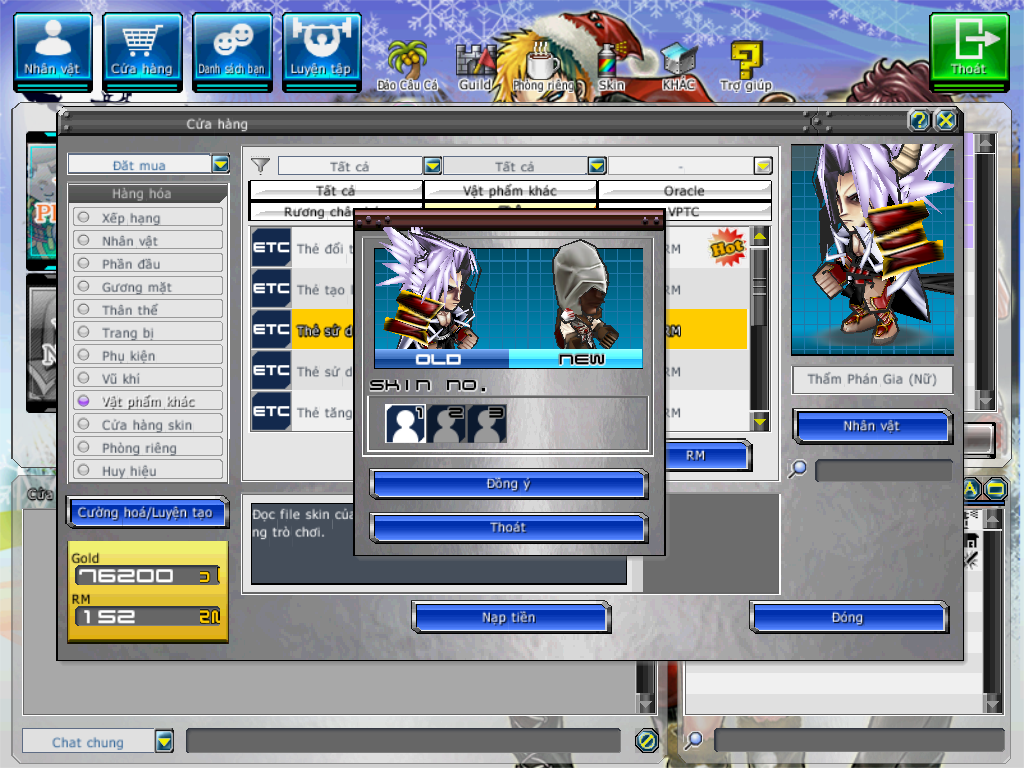 Nhân vật
Cửa hàng
Danh sách bạn
Luyện tập
Đảo Câu Cá
Guild
Phòng riêng
Skin
KHÁC
Trợ giúp
Thoát
Cửa hàng
Đặt mua
Hàng hóa
Xếp hạng
Nhân vật
Phần đầu
Gương mặt
Thân thể
Trang bị
Phụ kiện
Vũ khí
Vật phẩm khác
Cửa hàng skin
Phòng riêng
Huy hiệu
Cường hoá/Luyện tạo
Gold
76200
RM
152
Tất cả
Tất cả
-
Tất cả
Vật phẩm khác
Oracle
Rương
VPTC
ETC Thẻ đổi
RM
Hot
ETC Thẻ tạo
RM
ETC Thẻ sử
RM
ETC Thẻ sử
RM
ETC Thẻ tăng
RM
OLD
NEW
SKIN NO.
1
2
3
Đồng ý
Thoát
RM
Đọc file skin của
ng trò chơi.
Nạp tiền
Đóng
Thẩm Phán Gia (Nữ)
Nhân vật
Cửa
A
Chat chung